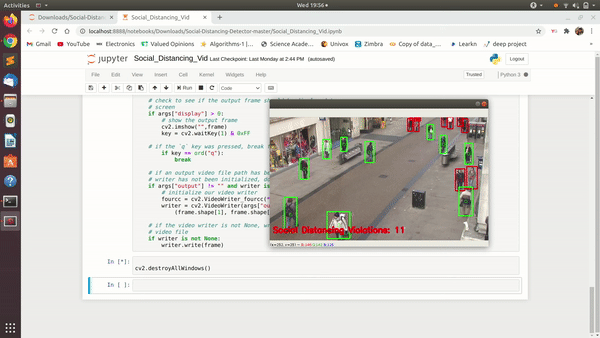 Activities
Wed 19:56
Downloads/Social-Distanc
Social_Distancing_Vid
localhost:8888/notebooks/Downloads/Social-Distancing-Detector-master/Social_Distancing_Vid.ipynb
Gmail YouTube Electronics Valued Opinions Algorithms-1 | Science Acade... Univox Zimbra Copy of data_... Learkn deep project
jupyter Social_Distancing_Vid Last Checkpoint: Last Monday at 2:44 PM (autosaved) Logout
File Edit View Insert Cell Kernel Widgets Help Trusted Python 3
Run Code
# check to see if the output frame
# screen
if args["display"] > 0:
# show the output frame
cv2.imshow("",frame)
key = cv2.waitKey(1) & 0xFF
# if the `q` key was pressed, break
if key == ord("q"):
break
# if an output video file path has b
# writer has not been initialized, do
if args["output"] != "" and writer is
# initialize our video writer
fourcc = cv2.VideoWriter_fourcc(*
writer = cv2.VideoWriter(args["ou
(frame.shape[1], frame.shape
# if the video writer is not None, w
# video file
if writer is not None:
writer.write(frame)
Social Distancing Violations: 11
In [*]:
cv2.destroyAllWindows()
In [ ]: